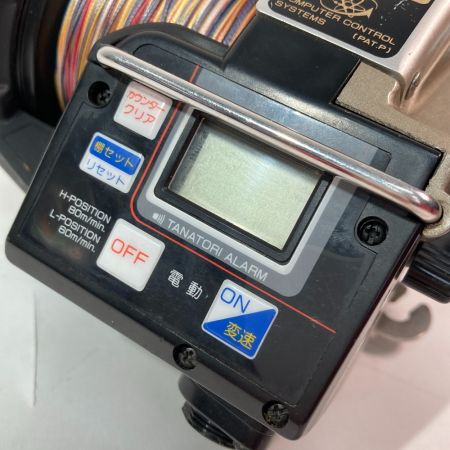 COMPUTER CONTROL
SYSTEMS
[PAT.P]
カウンター
クリア
棚セット
リセット
TANATORI ALARM
H-POSITION
80m/min.
L-POSITION
60m/min.
OFF
電動
ON
変速